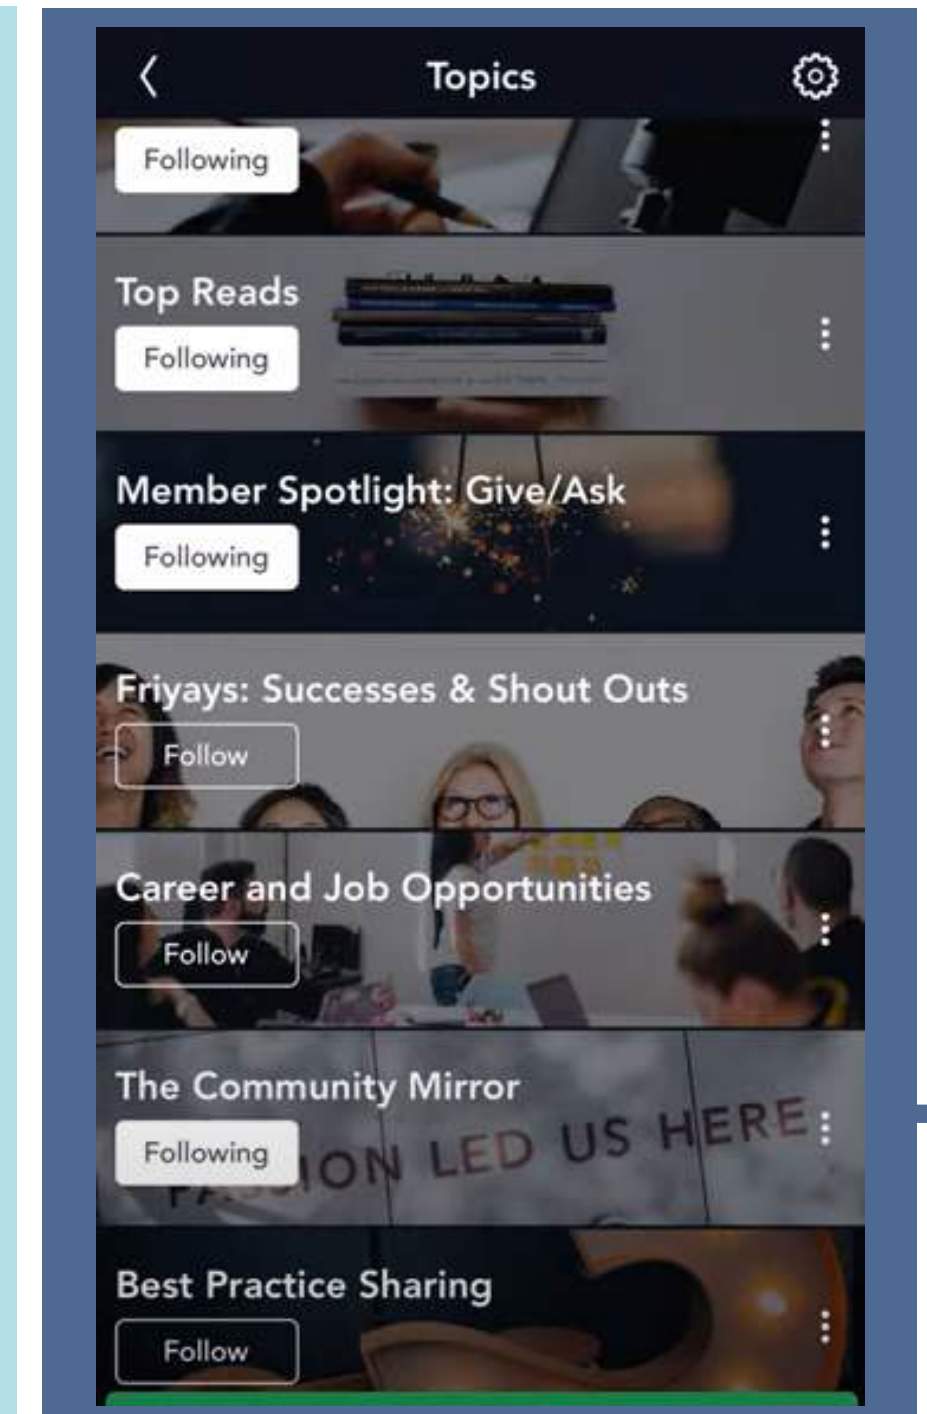 Topics
Following
Top Reads
Following
Member Spotlight: Give/Ask
Following
Friyays: Successes & Shout Outs
Follow
Career and Job Opportunities
Follow
The Community Mirror
Following
PASSION LED US HERE
Best Practice Sharing
Follow